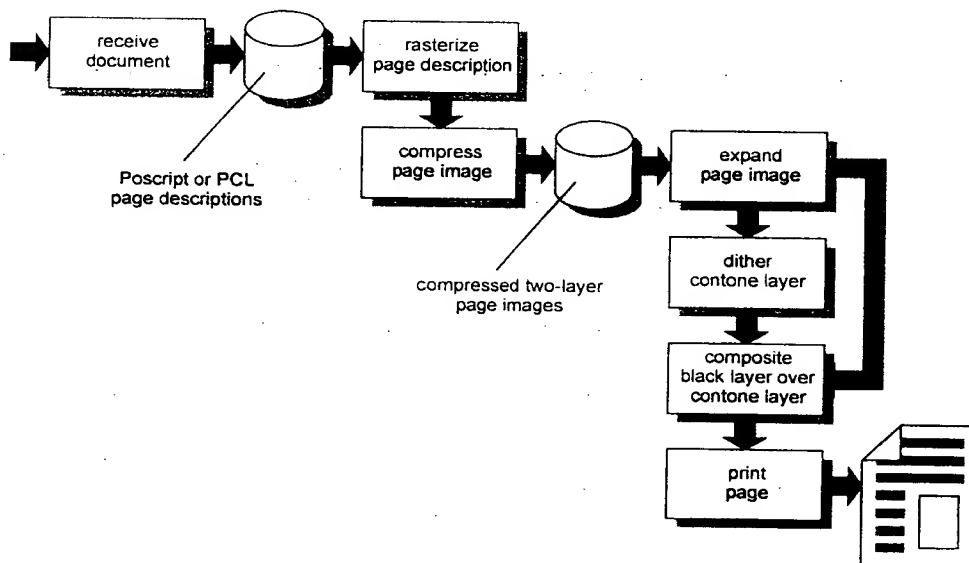 receive
document
rasterize
page description
compress
page image
expand
page image
Poscript or PCL
page descriptions
compressed two-layer
page images
dither
contone layer
composite
black layer over
contone layer
print
page